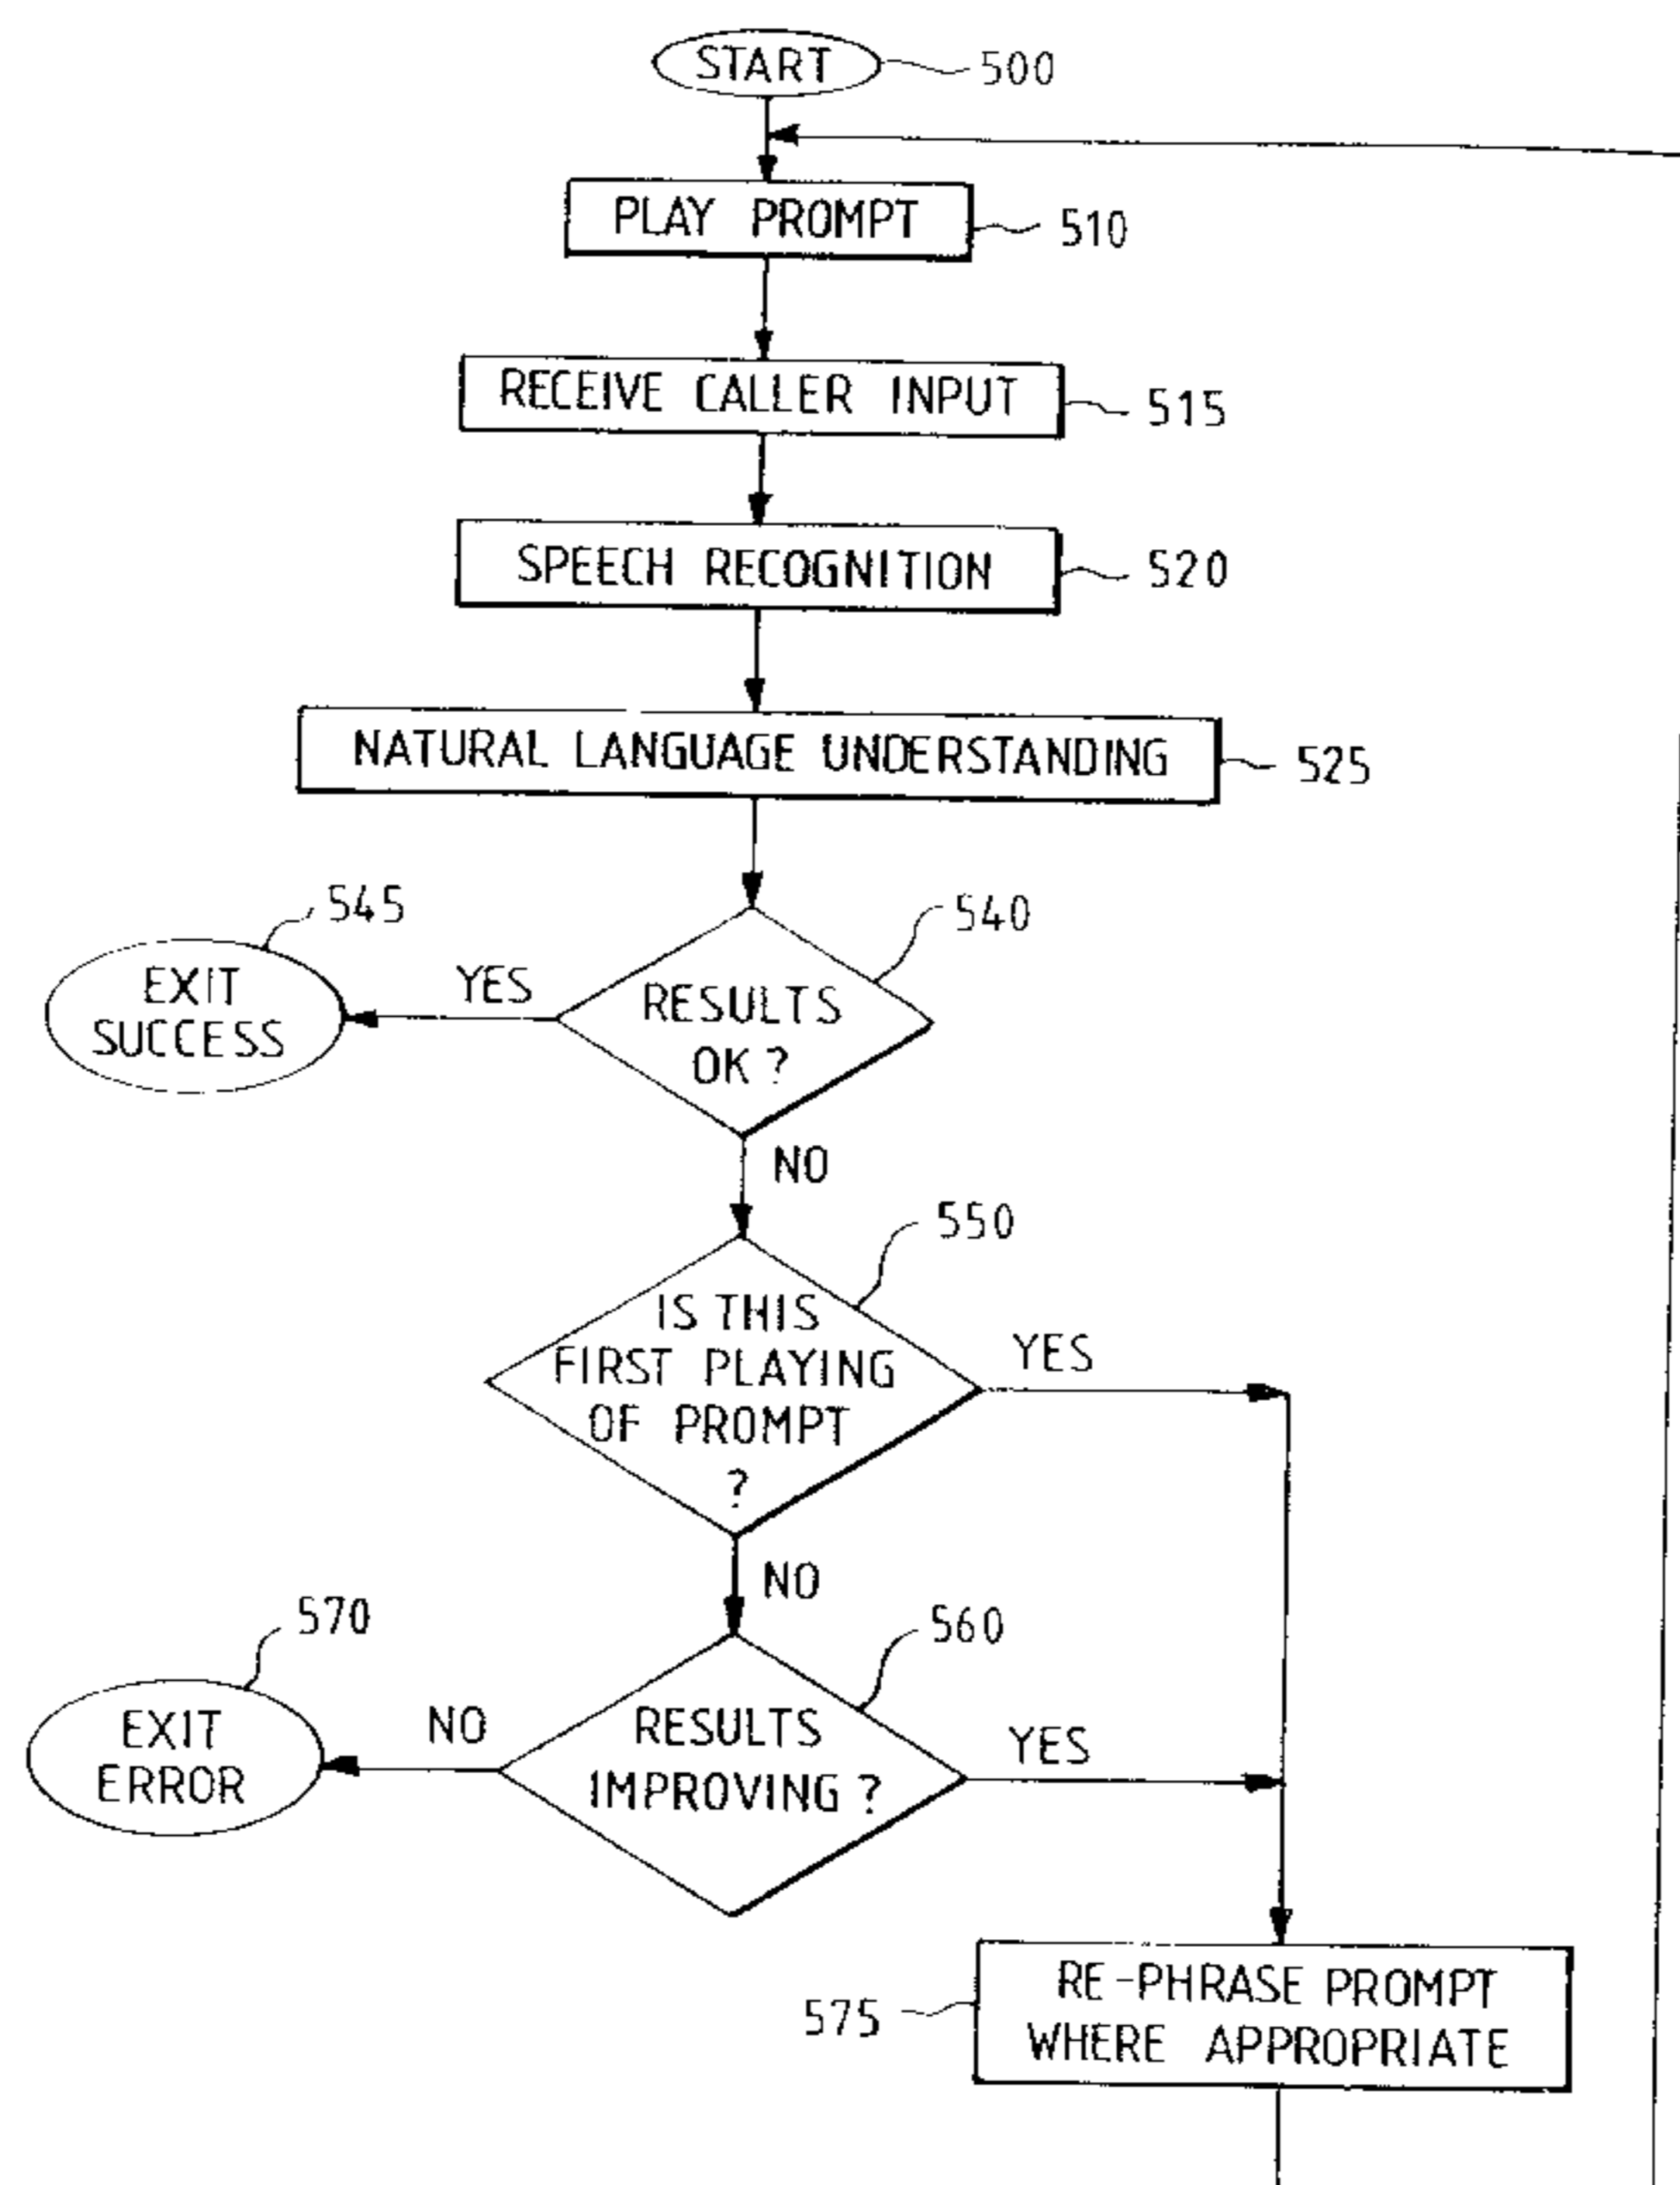 START
500
PLAY PROMPT
510
RECEIVE CALLER INPUT
515
SPEECH RECOGNITION
520
NATURAL LANGUAGE UNDERSTANDING
525
545
540
EXIT
SUCCESS
YES
RESULTS
OK?
NO
550
IS THIS
FIRST PLAYING
OF PROMPT
?
YES
NO
570
560
EXIT
ERROR
NO
RESULTS
IMPROVING?
YES
575
RE-PHRASE PROMPT
WHERE APPROPRIATE